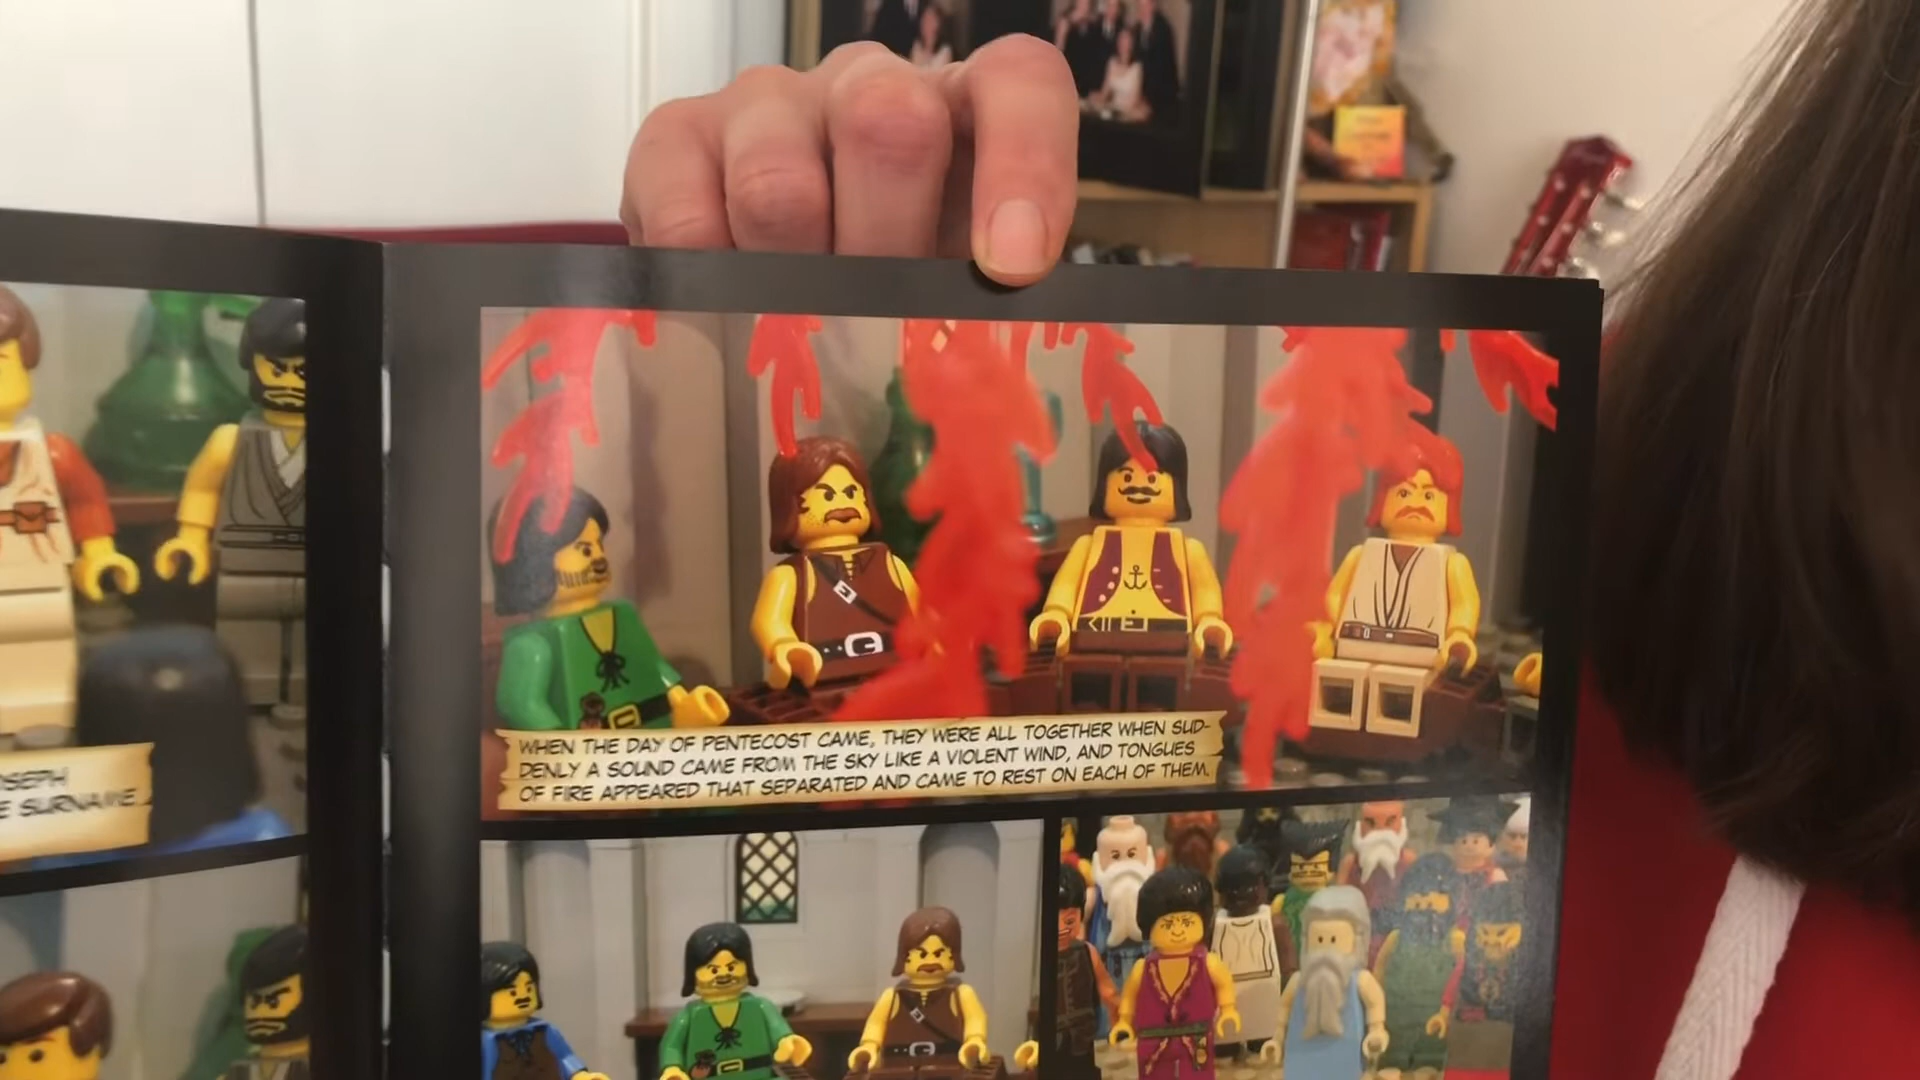 SURNAME
WHEN THE DAY OF PENTECOST CAME, THEY WERE ALL TOGETHER WHEN SUD-
DENLY A SOUND CAME FROM THE SKY LIKE A VIOLENT WIND, AND TONGUES
OF FIRE APPEARED THAT SEPARATED AND CAME TO REST ON EACH OF THEM.